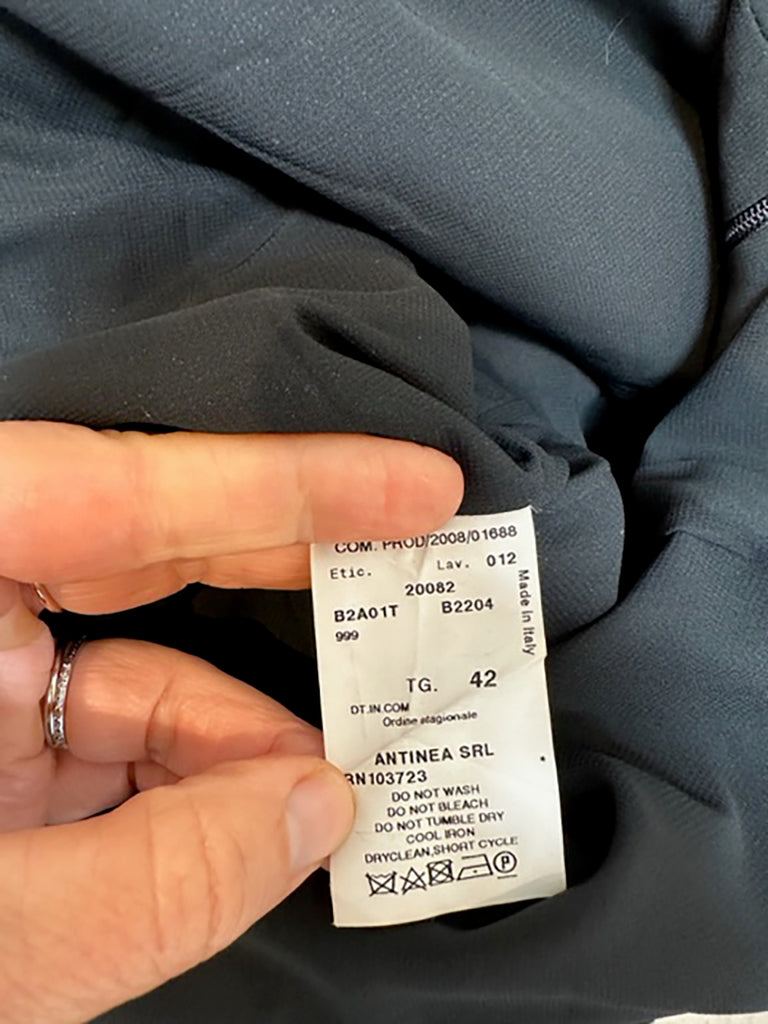 COM. PROD/2008/01688
Etic. Lav. 012
20082
B2A01T B2204
999
Made in Italy
TG. 42
DT.IN.COM
Ordine stagionale
ANTINEA SRL
RN103723
DO NOT WASH
DO NOT BLEACH
DO NOT TUMBLE DRY
COOL IRON
DRYCLEAN,SHORT CYCLE
P